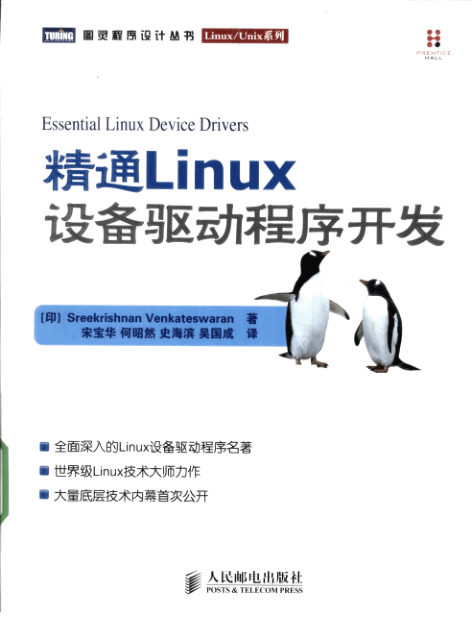 TURING 图灵程序设计丛书 Linux/Unix系列
PRENTICE
HALL
Essential Linux Device Drivers
精通Linux
设备驱动程序开发
[印] Sreekrishnan Venkateswaran 著
宋宝华 何昭然 史海滨 吴国成 译
全面深入的Linux设备驱动程序名著
世界级Linux技术大师力作
大量底层技术内幕首次公开
人民邮电出版社
POSTS & TELECOM PRESS